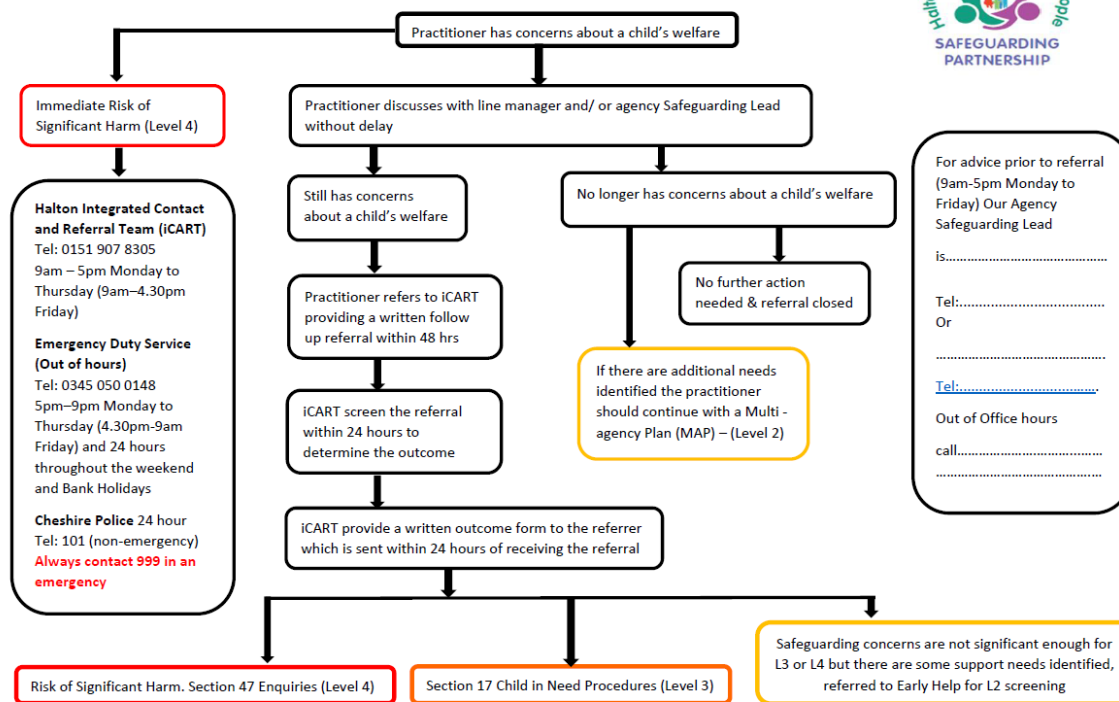 Halto
ople
SAFEGUARDING
PARTNERSHIP
Practitioner has concerns about a child's welfare
Immediate Risk of
Significant Harm (Level 4)
Practitioner discusses with line manager and/ or agency Safeguarding Lead
without delay
Halton Integrated Contact
and Referral Team (iCART)
Tel: 0151 907 8305
9am – 5pm Monday to
Thursday (9am–4.30pm
Friday)
Emergency Duty Service
(Out of hours)
Tel: 0345 050 0148
5pm–9pm Monday to
Thursday (4.30pm-9am
Friday) and 24 hours
throughout the weekend
and Bank Holidays
Cheshire Police 24 hour
Tel: 101 (non-emergency)
Always contact 999 in an
emergency
Still has concerns
about a child's welfare
No longer has concerns about a child's welfare
Practitioner refers to iCART
providing a written follow
up referral within 48 hrs
No further action
needed & referral closed
If there are additional needs
identified the practitioner
should continue with a Multi -
agency Plan (MAP) – (Level 2)
iCART screen the referral
within 24 hours to
determine the outcome
iCART provide a written outcome form to the referrer
which is sent within 24 hours of receiving the referral
For advice prior to referral
(9am-5pm Monday to
Friday) Our Agency
Safeguarding Lead
is…………………………………
Tel:...................................
Or
…………………………………..
Tel:……………………………….
Out of Office hours
call……………………………
…………………………………..
Risk of Significant Harm. Section 47 Enquiries (Level 4)
Section 17 Child in Need Procedures (Level 3)
Safeguarding concerns are not significant enough for
L3 or L4 but there are some support needs identified,
referred to Early Help for L2 screening